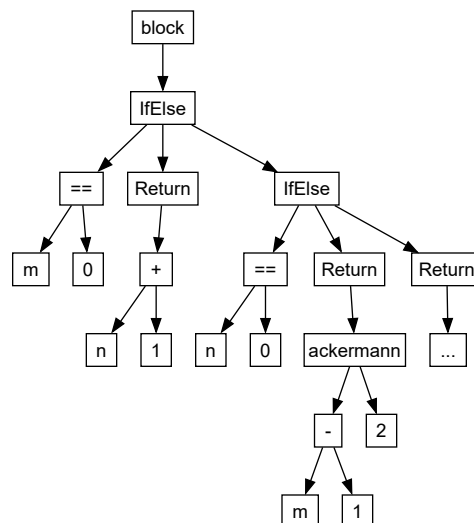 block
IfElse
== Return IfElse
m 0 + == Return Return
n 1 n 0 ackermann ...
- 2
m 1